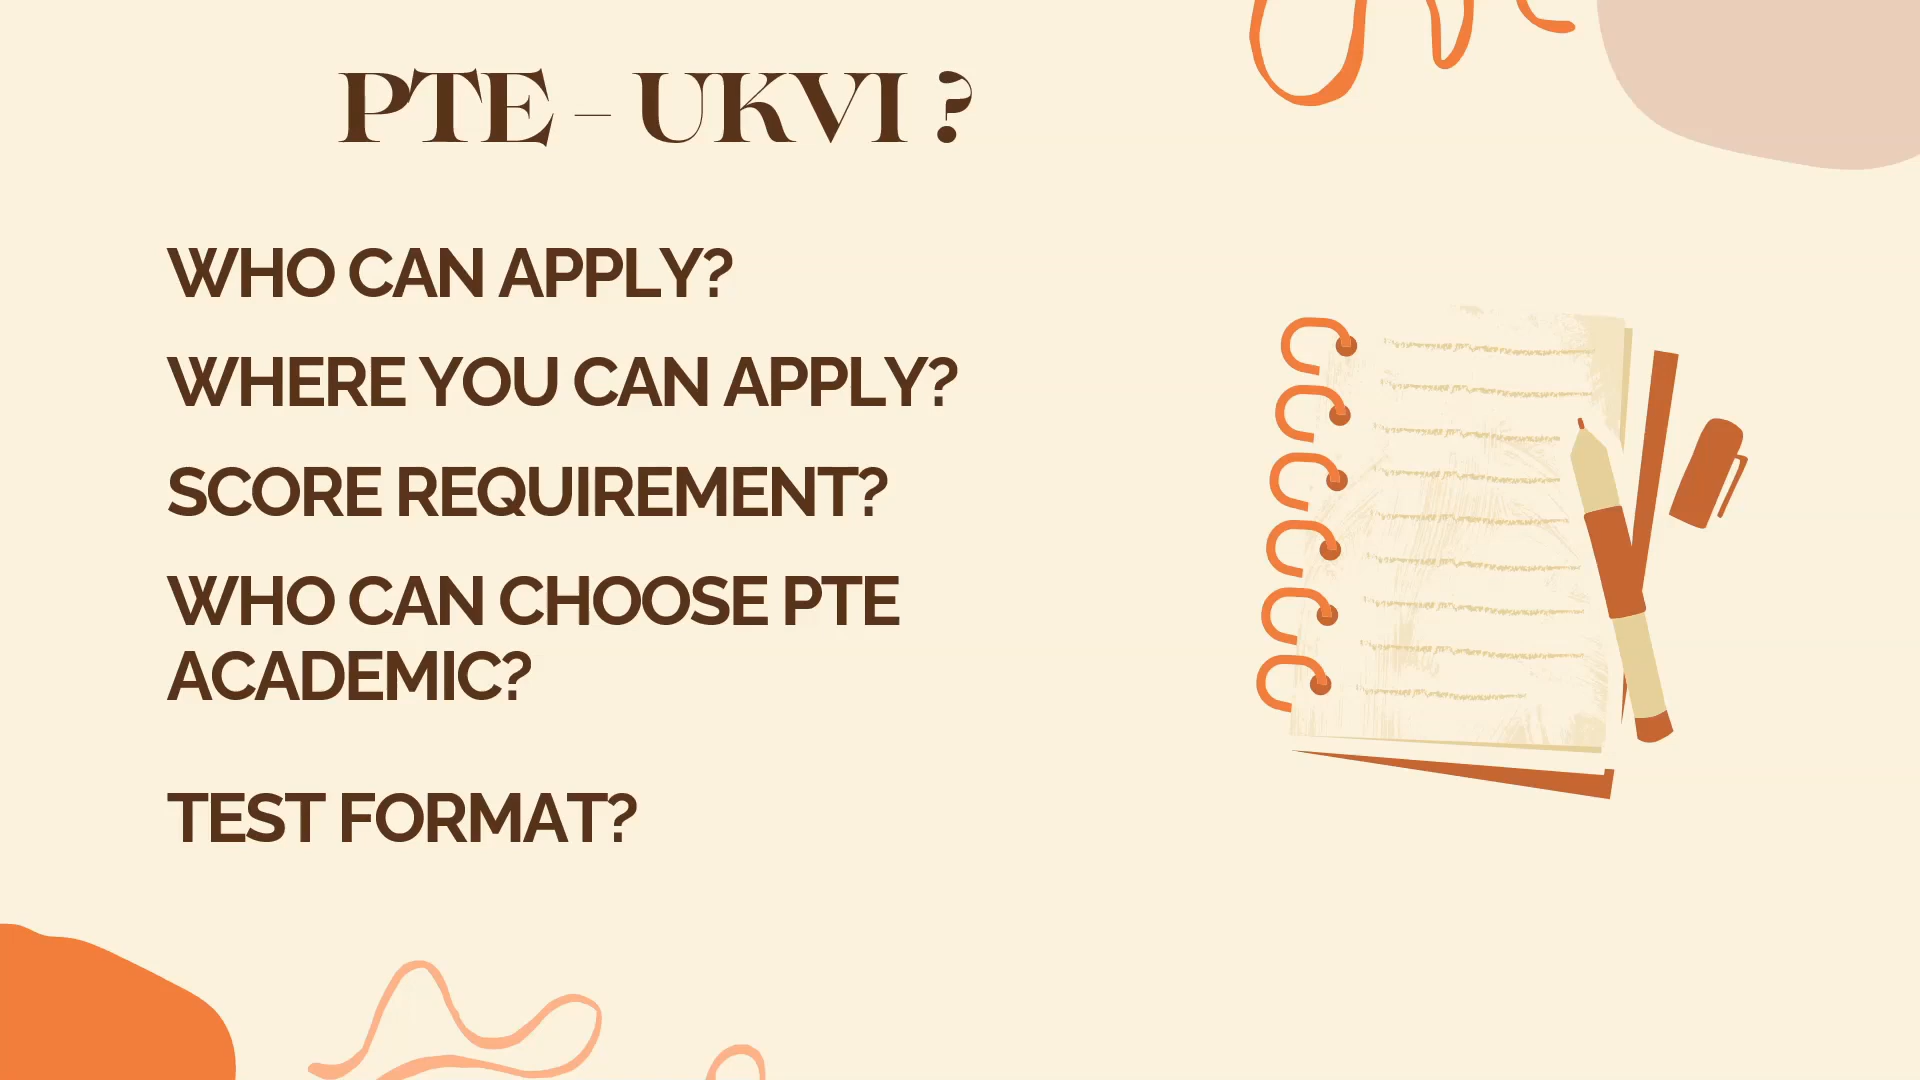 PTE – UKVI ?
WHO CAN APPLY?
WHERE YOU CAN APPLY?
SCORE REQUIREMENT?
WHO CAN CHOOSE PTE
ACADEMIC?
TEST FORMAT?